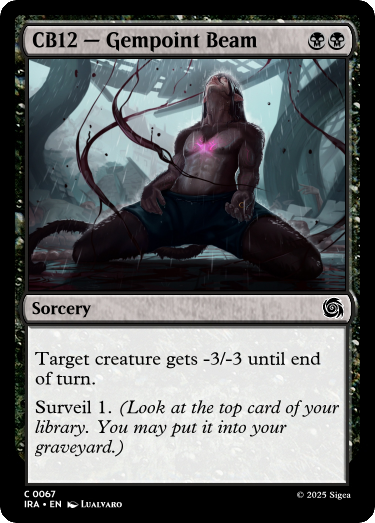 CB12 — Gempoint Beam
Sorcery
Target creature gets -3/-3 until end
of turn.
Surveil 1. (Look at the top card of your
library. You may put it into your
graveyard.)
C 0067
IRA • EN Lualvaro
© 2025 Sigea